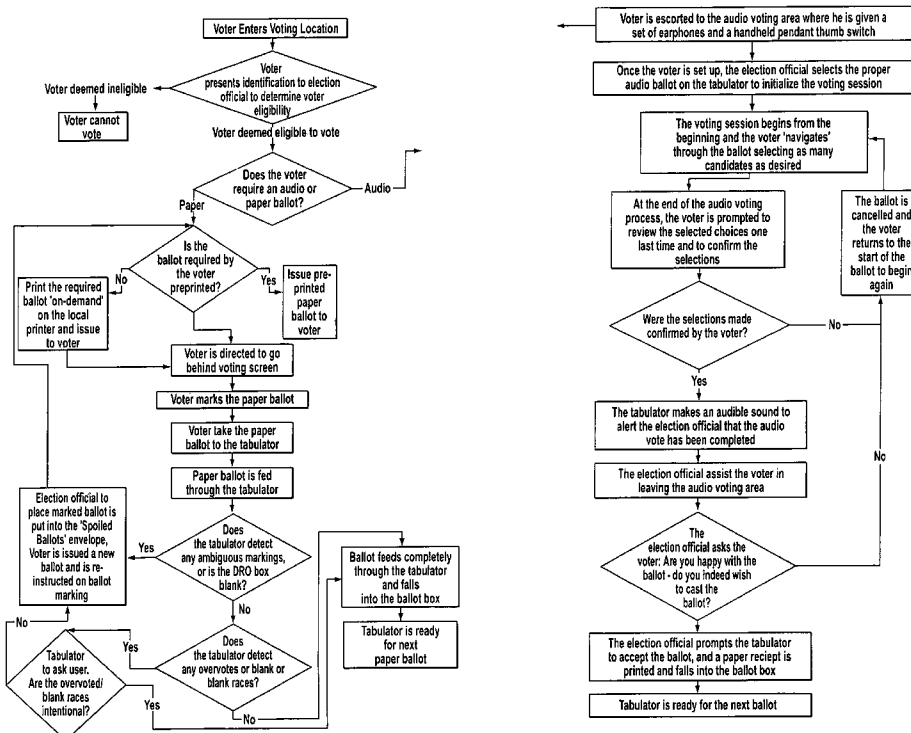 Voter Enters Voting Location
Voter
presents identification to election
official to determine voter
eligibility
Voter deemed ineligible
Voter cannot
vote
Voter deemed eligible to vote
Does the voter
require an audio or
paper ballot?
Audio
Paper
Is the
ballot required by
the voter
preprinted?
No
Yes
Print the required
ballot 'on-demand'
on the local
printer and issue
to voter
Issue pre-
printed
paper
ballot to
voter
Voter is directed to go
behind voting screen
Voter marks the paper ballot
Voter take the paper
ballot to the tabulator
Paper ballot is fed
through the tabulator
Does
the tabulator detect
any ambiguous markings,
or is the DRO box
blank?
Yes
No
Election official to
place marked ballot is
put into the 'Spoiled
Ballots' envelope,
Voter is issued a new
ballot and is re-
instructed on ballot
marking
No
Ballot feeds completely
through the tabulator
and falls
into the ballot box
Tabulator is ready
for next
paper ballot
Does
the tabulator detect
any overvotes or blank or
blank races?
Yes
No
Tabulator
to ask user.
Are the overvoted/
blank races
intentional?
Yes
Voter is escorted to the audio voting area where he is given a
set of earphones and a handheld pendant thumb switch
Once the voter is set up, the election official selects the proper
audio ballot on the tabulator to initialize the voting session
The voting session begins from the
beginning and the voter 'navigates'
through the ballot selecting as many
candidates as desired
At the end of the audio voting
process, the voter is prompted to
review the selected choices one
last time and to confirm the
selections
The ballot is
cancelled and
the voter
returns to the
start of the
ballot to begin
again
Were the selections made
confirmed by the voter?
No
Yes
The tabulator makes an audible sound to
alert the election official that the audio
vote has been completed
No
The election official assist the voter in
leaving the audio voting area
The
election official asks the
voter: Are you happy with the
ballot - do you indeed wish
to cast the
ballot?
The election official prompts the tabulator
to accept the ballot, and a paper reciept is
printed and falls into the ballot box
Tabulator is ready for the next ballot